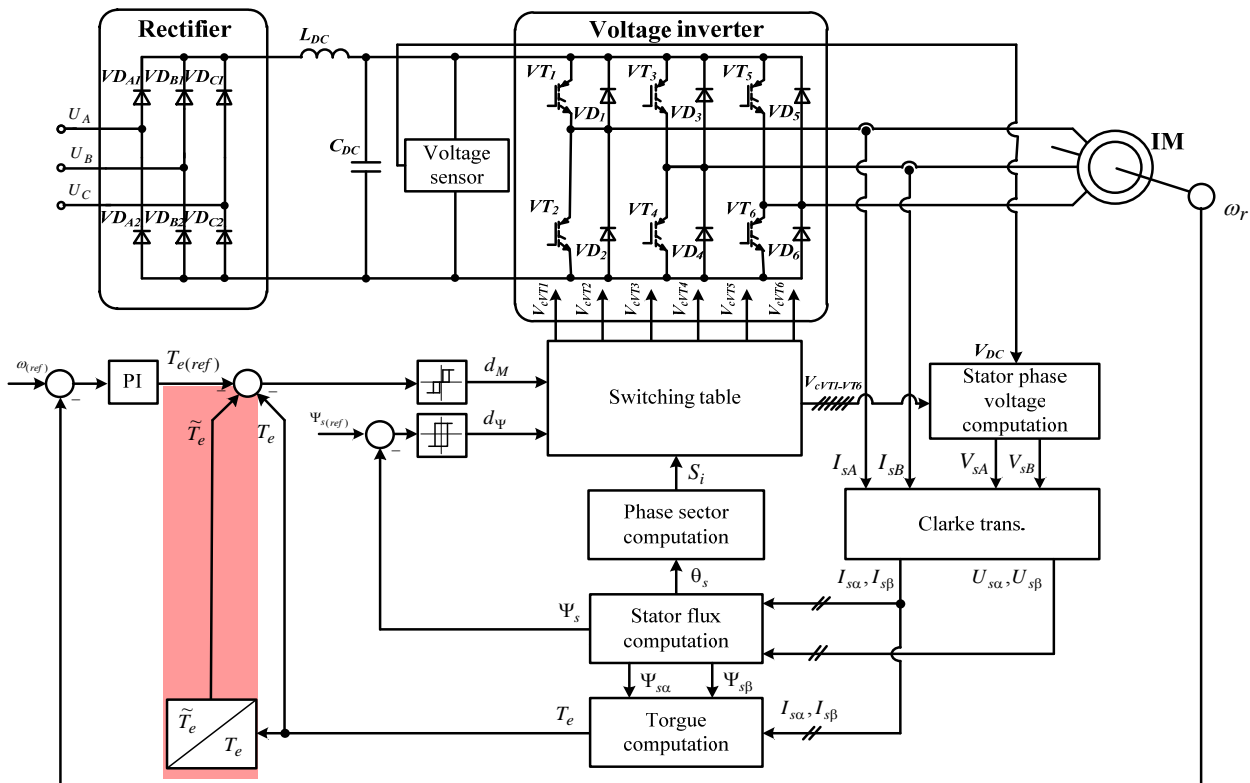 Rectifier
L_DC
Voltage inverter
VD_A1 VD_B1 VD_C1
VT_1 VT_3 VT_5
VD_1 VD_3 VD_5
U_A
U_B
U_C
C_DC
Voltage
sensor
IM
ω_r
VD_A2 VD_B2 VD_C2
VT_2 VT_4 VT_6
VD_2 VD_4 VD_6
V_cVT1 V_cVT2 V_cVT3 V_cVT4 V_cVT5 V_cVT6
ω_(ref)
PI
T_e(ref)
d_M
Switching table
V_cVT1-VT6
V_DC
Stator phase
voltage
computation
T̃_e
T_e
Ψ_s(ref)
d_Ψ
I_sA I_sB V_sA V_sB
S_i
Phase sector
computation
Clarke trans.
θ_s
I_sα, I_sβ
U_sα, U_sβ
Ψ_s
Stator flux
computation
Ψ_sα Ψ_sβ
T_e
Torgue
computation
I_sα, I_sβ
T̃_e
T_e